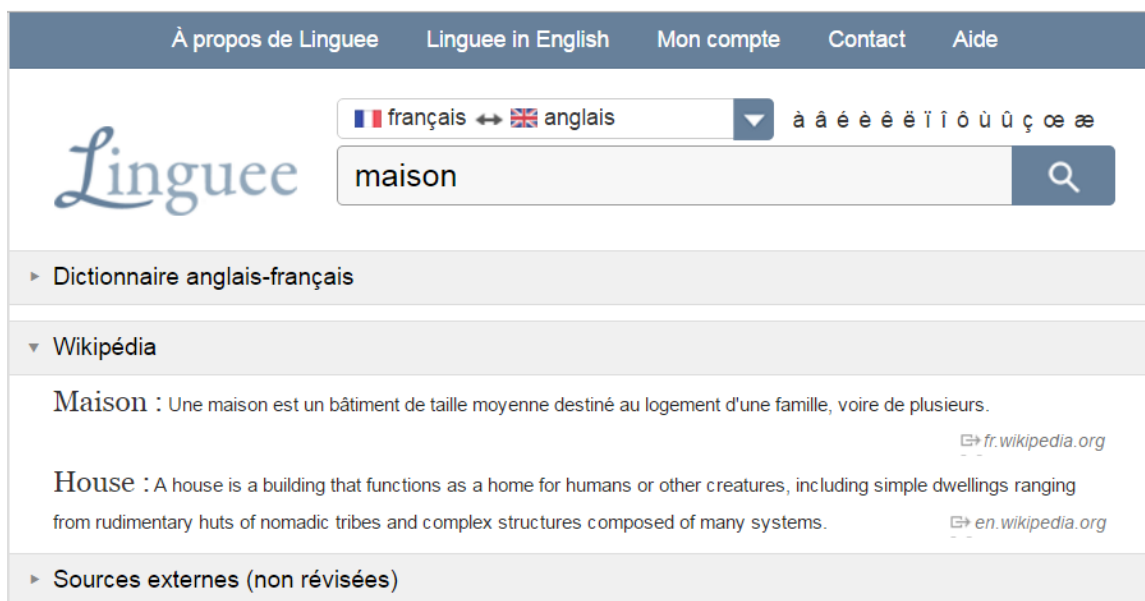 À propos de Linguee Linguee in English Mon compte Contact Aide
Linguee
français ↔ anglais
à â é è ê ë ï î ô ù û ç œ æ
maison
Dictionnaire anglais-français
Wikipédia
Maison : Une maison est un bâtiment de taille moyenne destiné au logement d'une famille, voire de plusieurs.
fr.wikipedia.org
House : A house is a building that functions as a home for humans or other creatures, including simple dwellings ranging
from rudimentary huts of nomadic tribes and complex structures composed of many systems. en.wikipedia.org
Sources externes (non révisées)